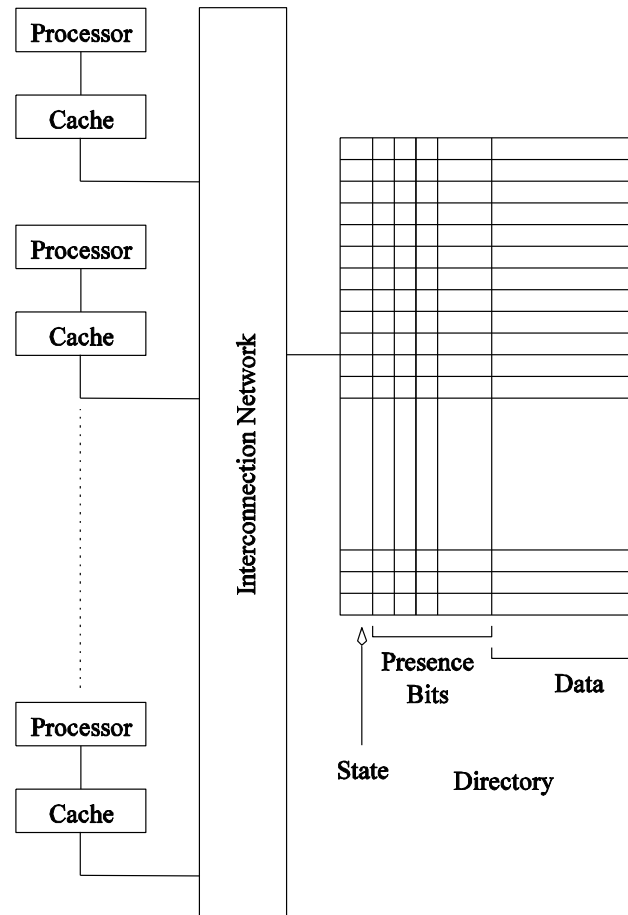 Processor
Cache
Processor
Cache
Interconnection Network
Processor
Cache
Presence
Bits
Data
State
Directory